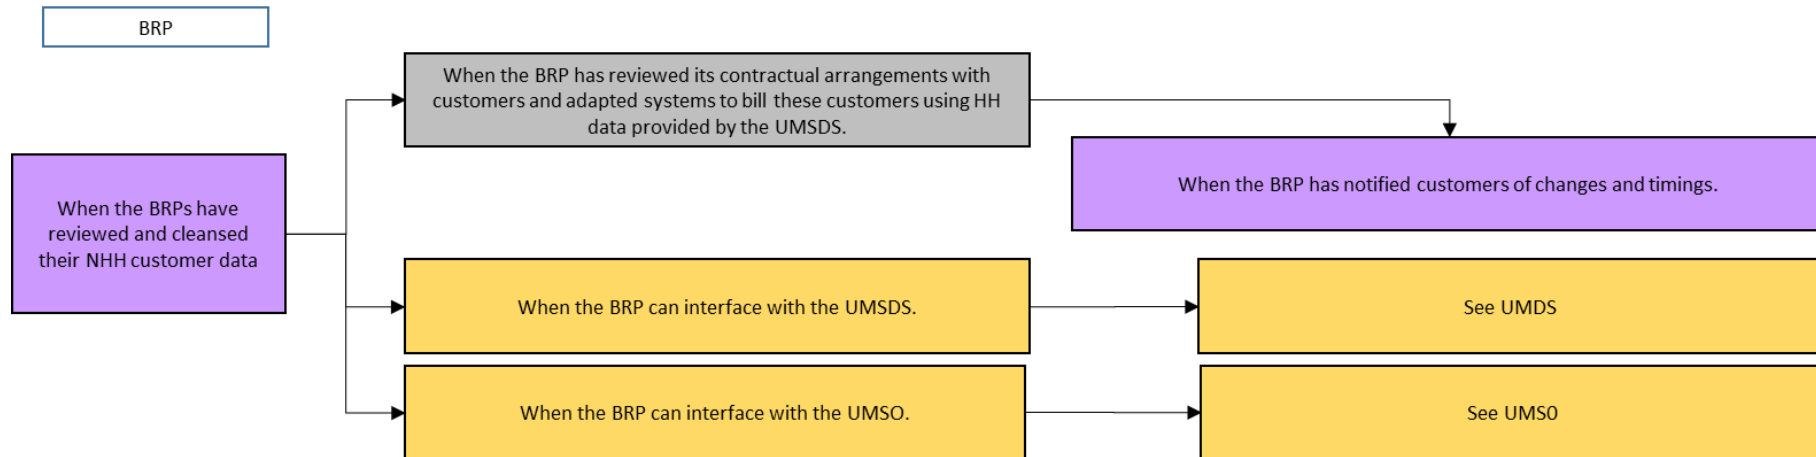 BRP
When the BRP has reviewed its contractual arrangements with
customers and adapted systems to bill these customers using HH
data provided by the UMSDS.
When the BRP has notified customers of changes and timings.
When the BRPs have
reviewed and cleansed
their NHH customer data
When the BRP can interface with the UMSDS.
See UMDS
When the BRP can interface with the UMSO.
See UMS0